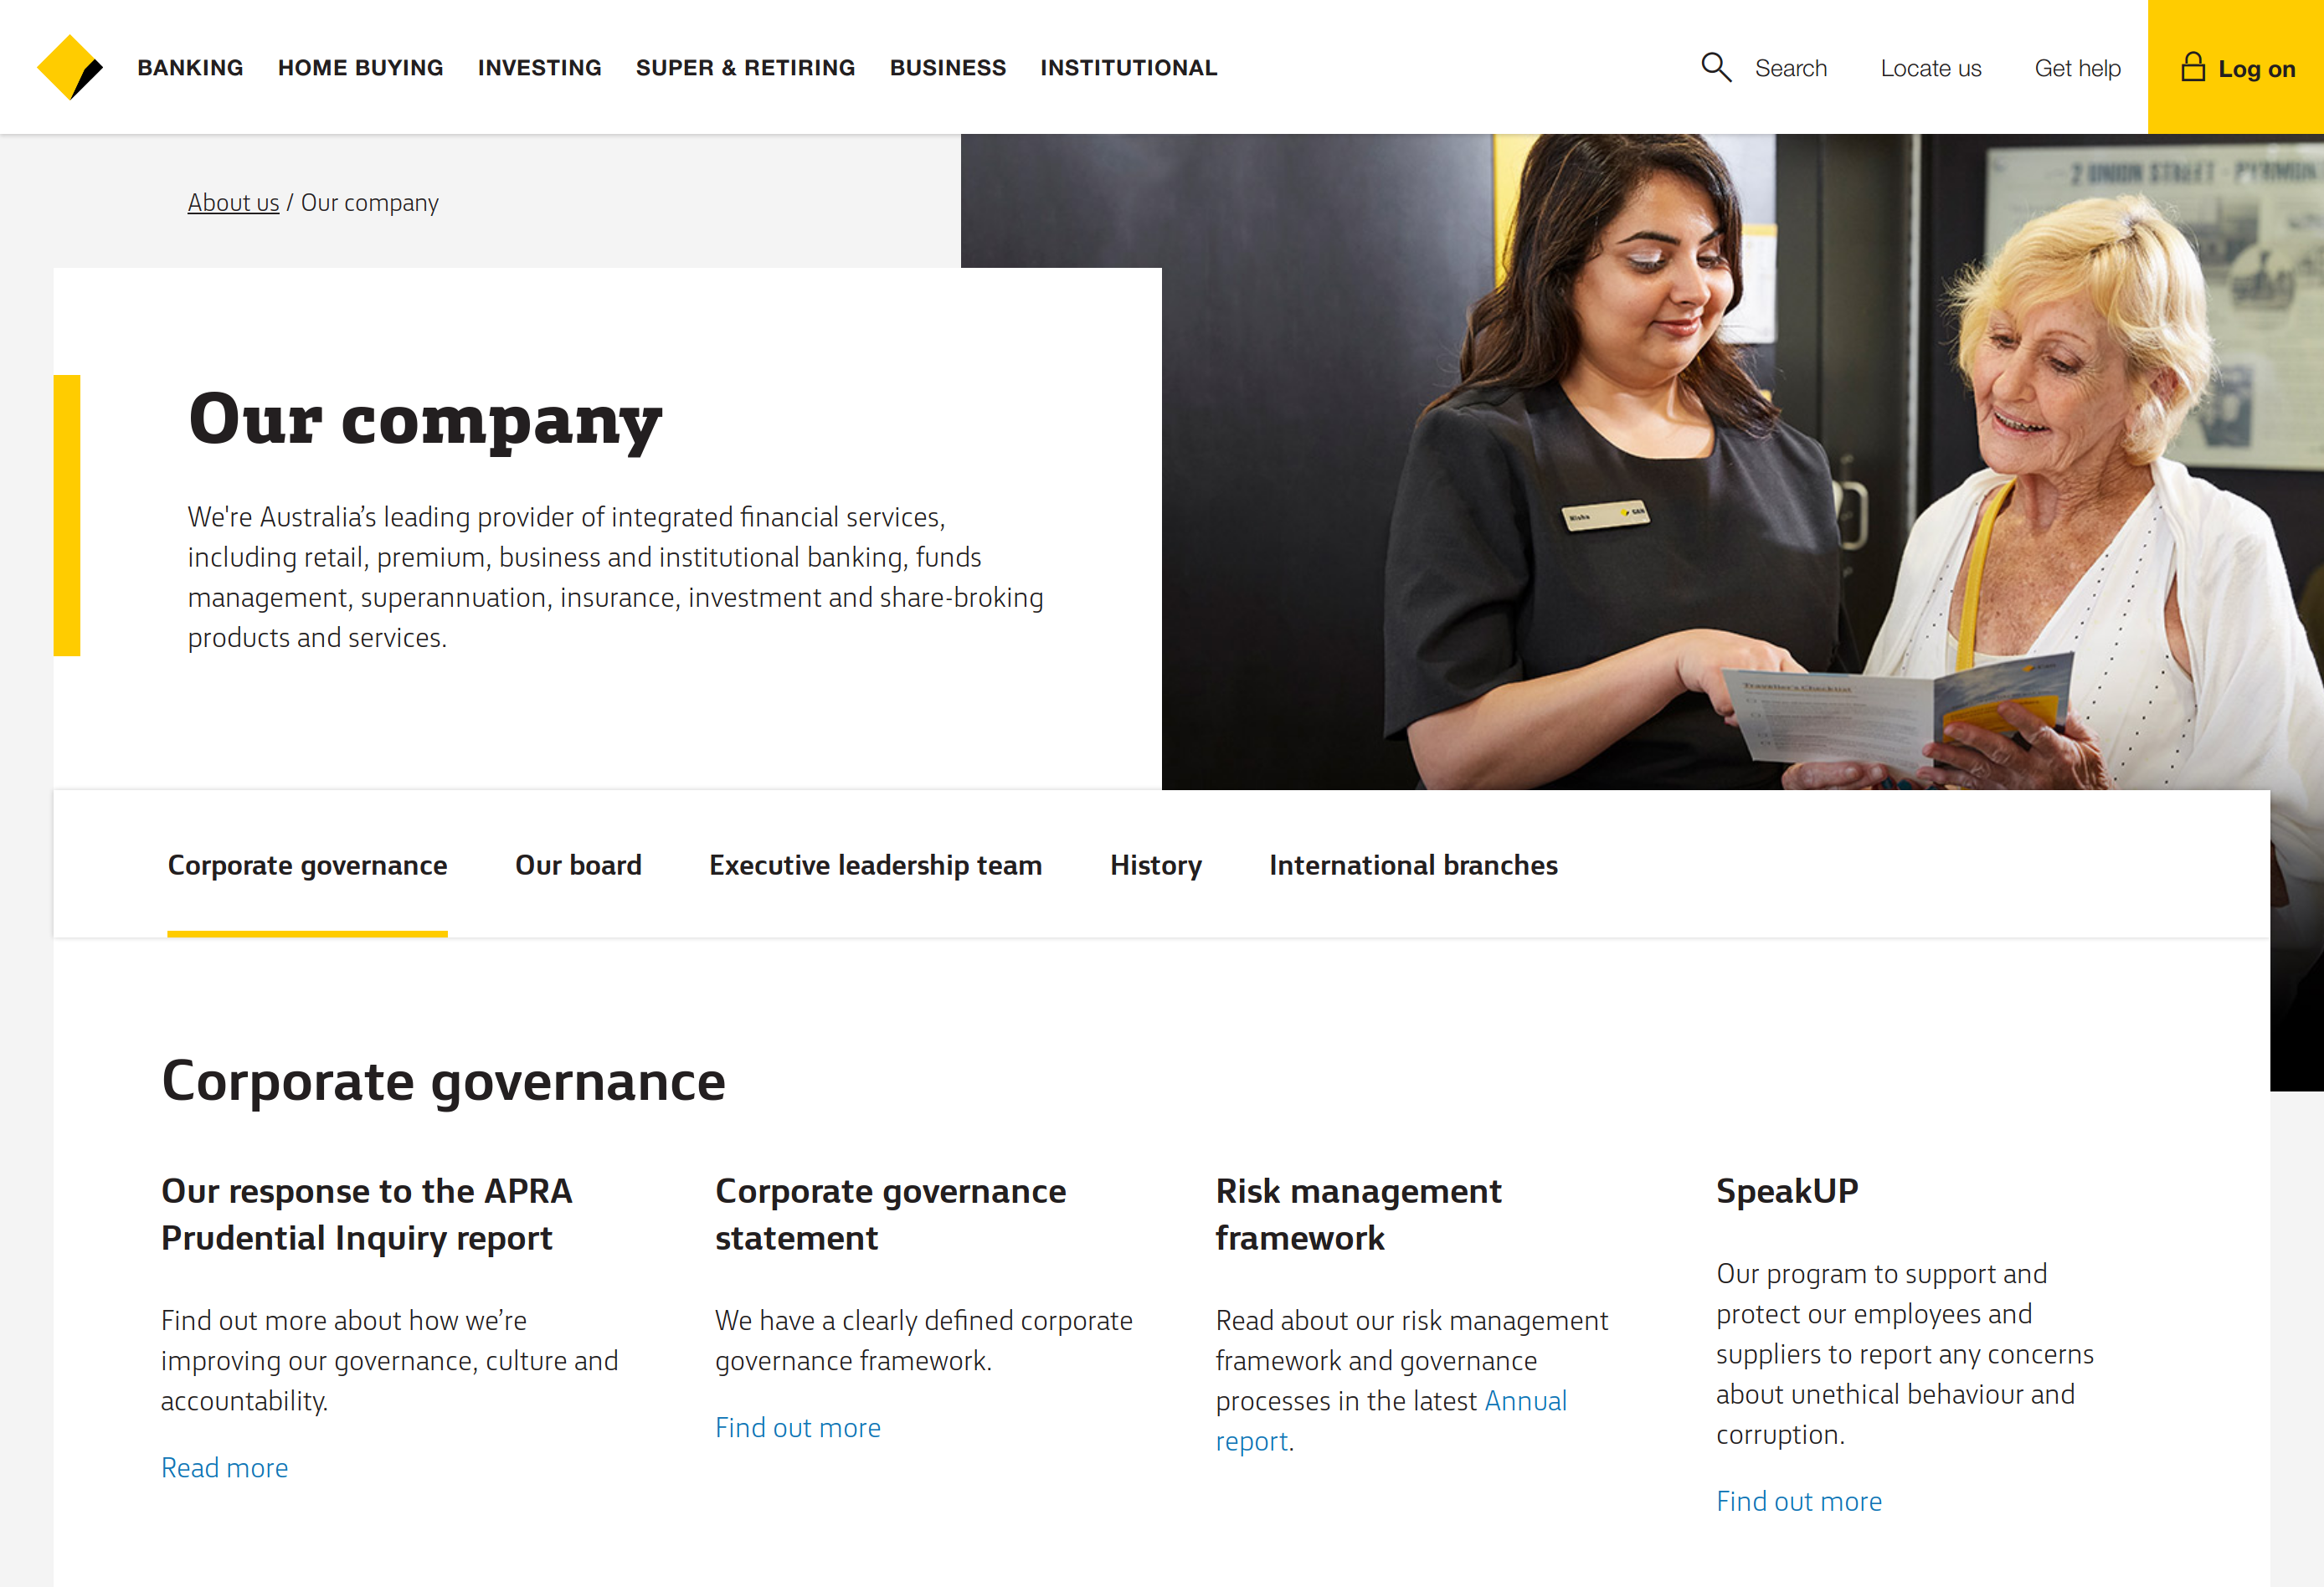 BANKING HOME BUYING INVESTING SUPER & RETIRING BUSINESS INSTITUTIONAL Search Locate us Get help Log on
About us / Our company
2 UNION STREET - PYRMON
Our company
We're Australia’s leading provider of integrated financial services,
including retail, premium, business and institutional banking, funds
management, superannuation, insurance, investment and share-broking
products and services.
Traveller's Checklist
Corporate governance Our board Executive leadership team History International branches
Corporate governance
Our response to the APRA
Prudential Inquiry report
Find out more about how we’re
improving our governance, culture and
accountability.
Read more
Corporate governance
statement
We have a clearly defined corporate
governance framework.
Find out more
Risk management
framework
Read about our risk management
framework and governance
processes in the latest Annual
report.
SpeakUP
Our program to support and
protect our employees and
suppliers to report any concerns
about unethical behaviour and
corruption.
Find out more